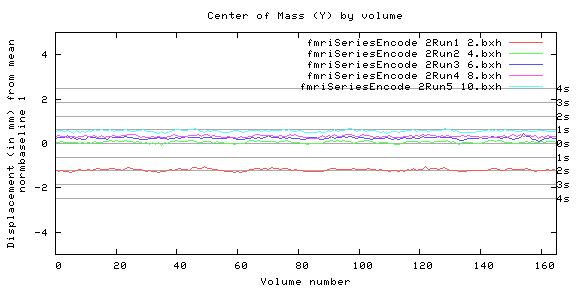 Center of Mass (Y) by volume
fmriSeriesEncode 2Run1 2.bxh
fmriSeriesEncode 2Run2 4.bxh
fmriSeriesEncode 2Run3 6.bxh
fmriSeriesEncode 2Run4 8.bxh
fmriSeriesEncode 2Run5 10.bxh
4
2
0
-2
-4
4s
3s
2s
1s
0
1s
2s
3s
4s
Displacement (in mm) from mean
normbaseline 1
0 20 40 60 80 100 120 140 160
Volume number